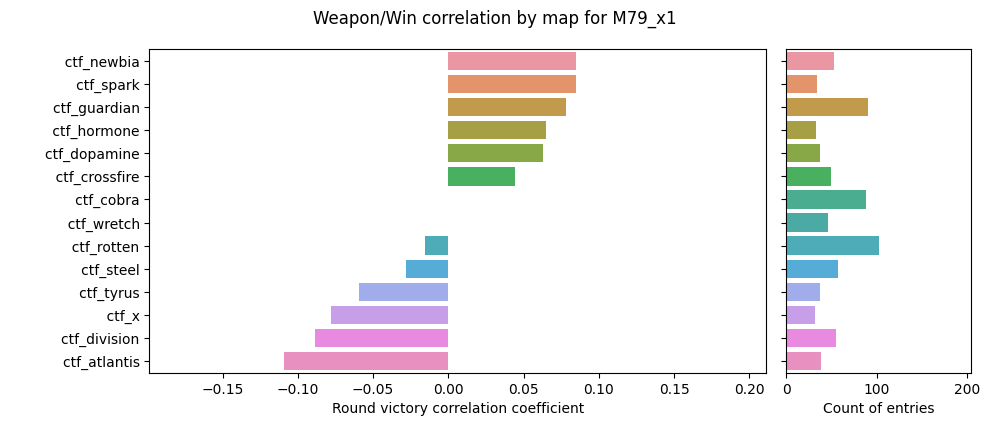 Weapon/Win correlation by map for M79_x1
ctf_newbia
ctf_spark
ctf_guardian
ctf_hormone
ctf_dopamine
ctf_crossfire
ctf_cobra
ctf_wretch
ctf_rotten
ctf_steel
ctf_tyrus
ctf_x
ctf_division
ctf_atlantis
−0.15 −0.10 −0.05 0.00 0.05 0.10 0.15 0.20
Round victory correlation coefficient
0 100 200
Count of entries